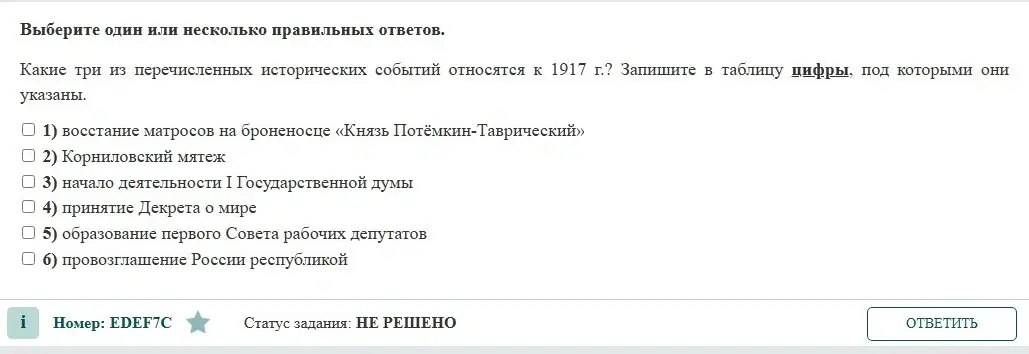 Выберите один или несколько правильных ответов.
Какие три из перечисленных исторических событий относятся к 1917 г.? Запишите в таблицу цифры, под которыми они
указаны.
1) восстание матросов на броненосце «Князь Потёмкин-Таврический»
2) Корниловский мятеж
3) начало деятельности I Государственной думы
4) принятие Декрета о мире
5) образование первого Совета рабочих депутатов
6) провозглашение России республикой
i Номер: EDEF7C Статус задания: НЕ РЕШЕНО ОТВЕТИТЬ